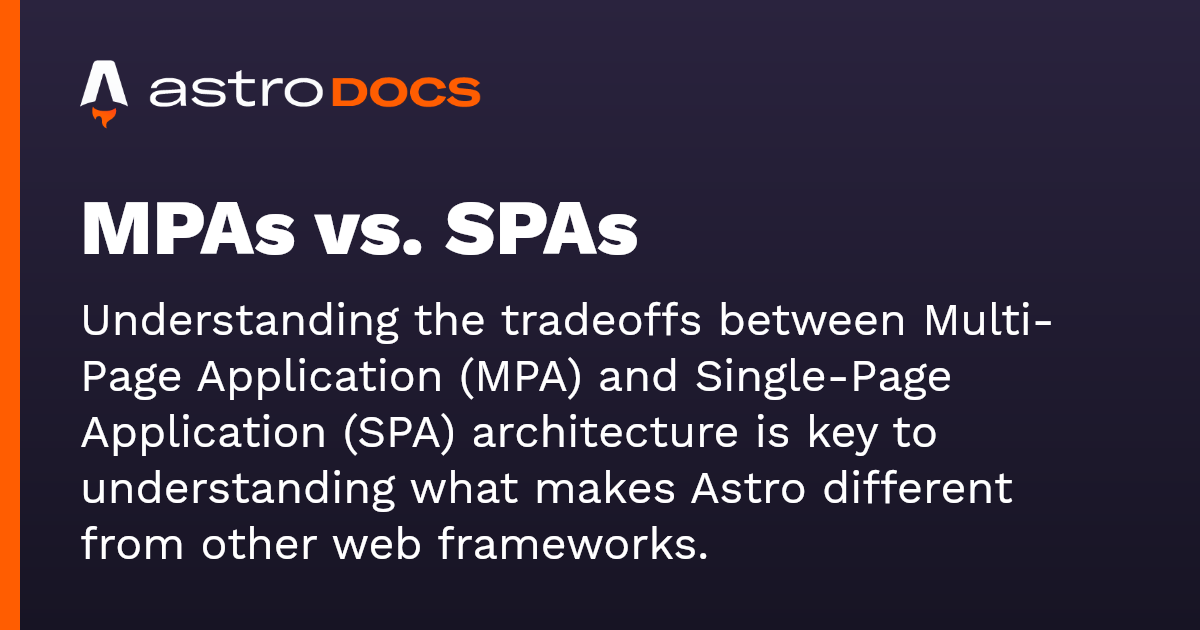 astro DOCS
MPAs vs. SPAs
Understanding the tradeoffs between Multi-
Page Application (MPA) and Single-Page
Application (SPA) architecture is key to
understanding what makes Astro different
from other web frameworks.